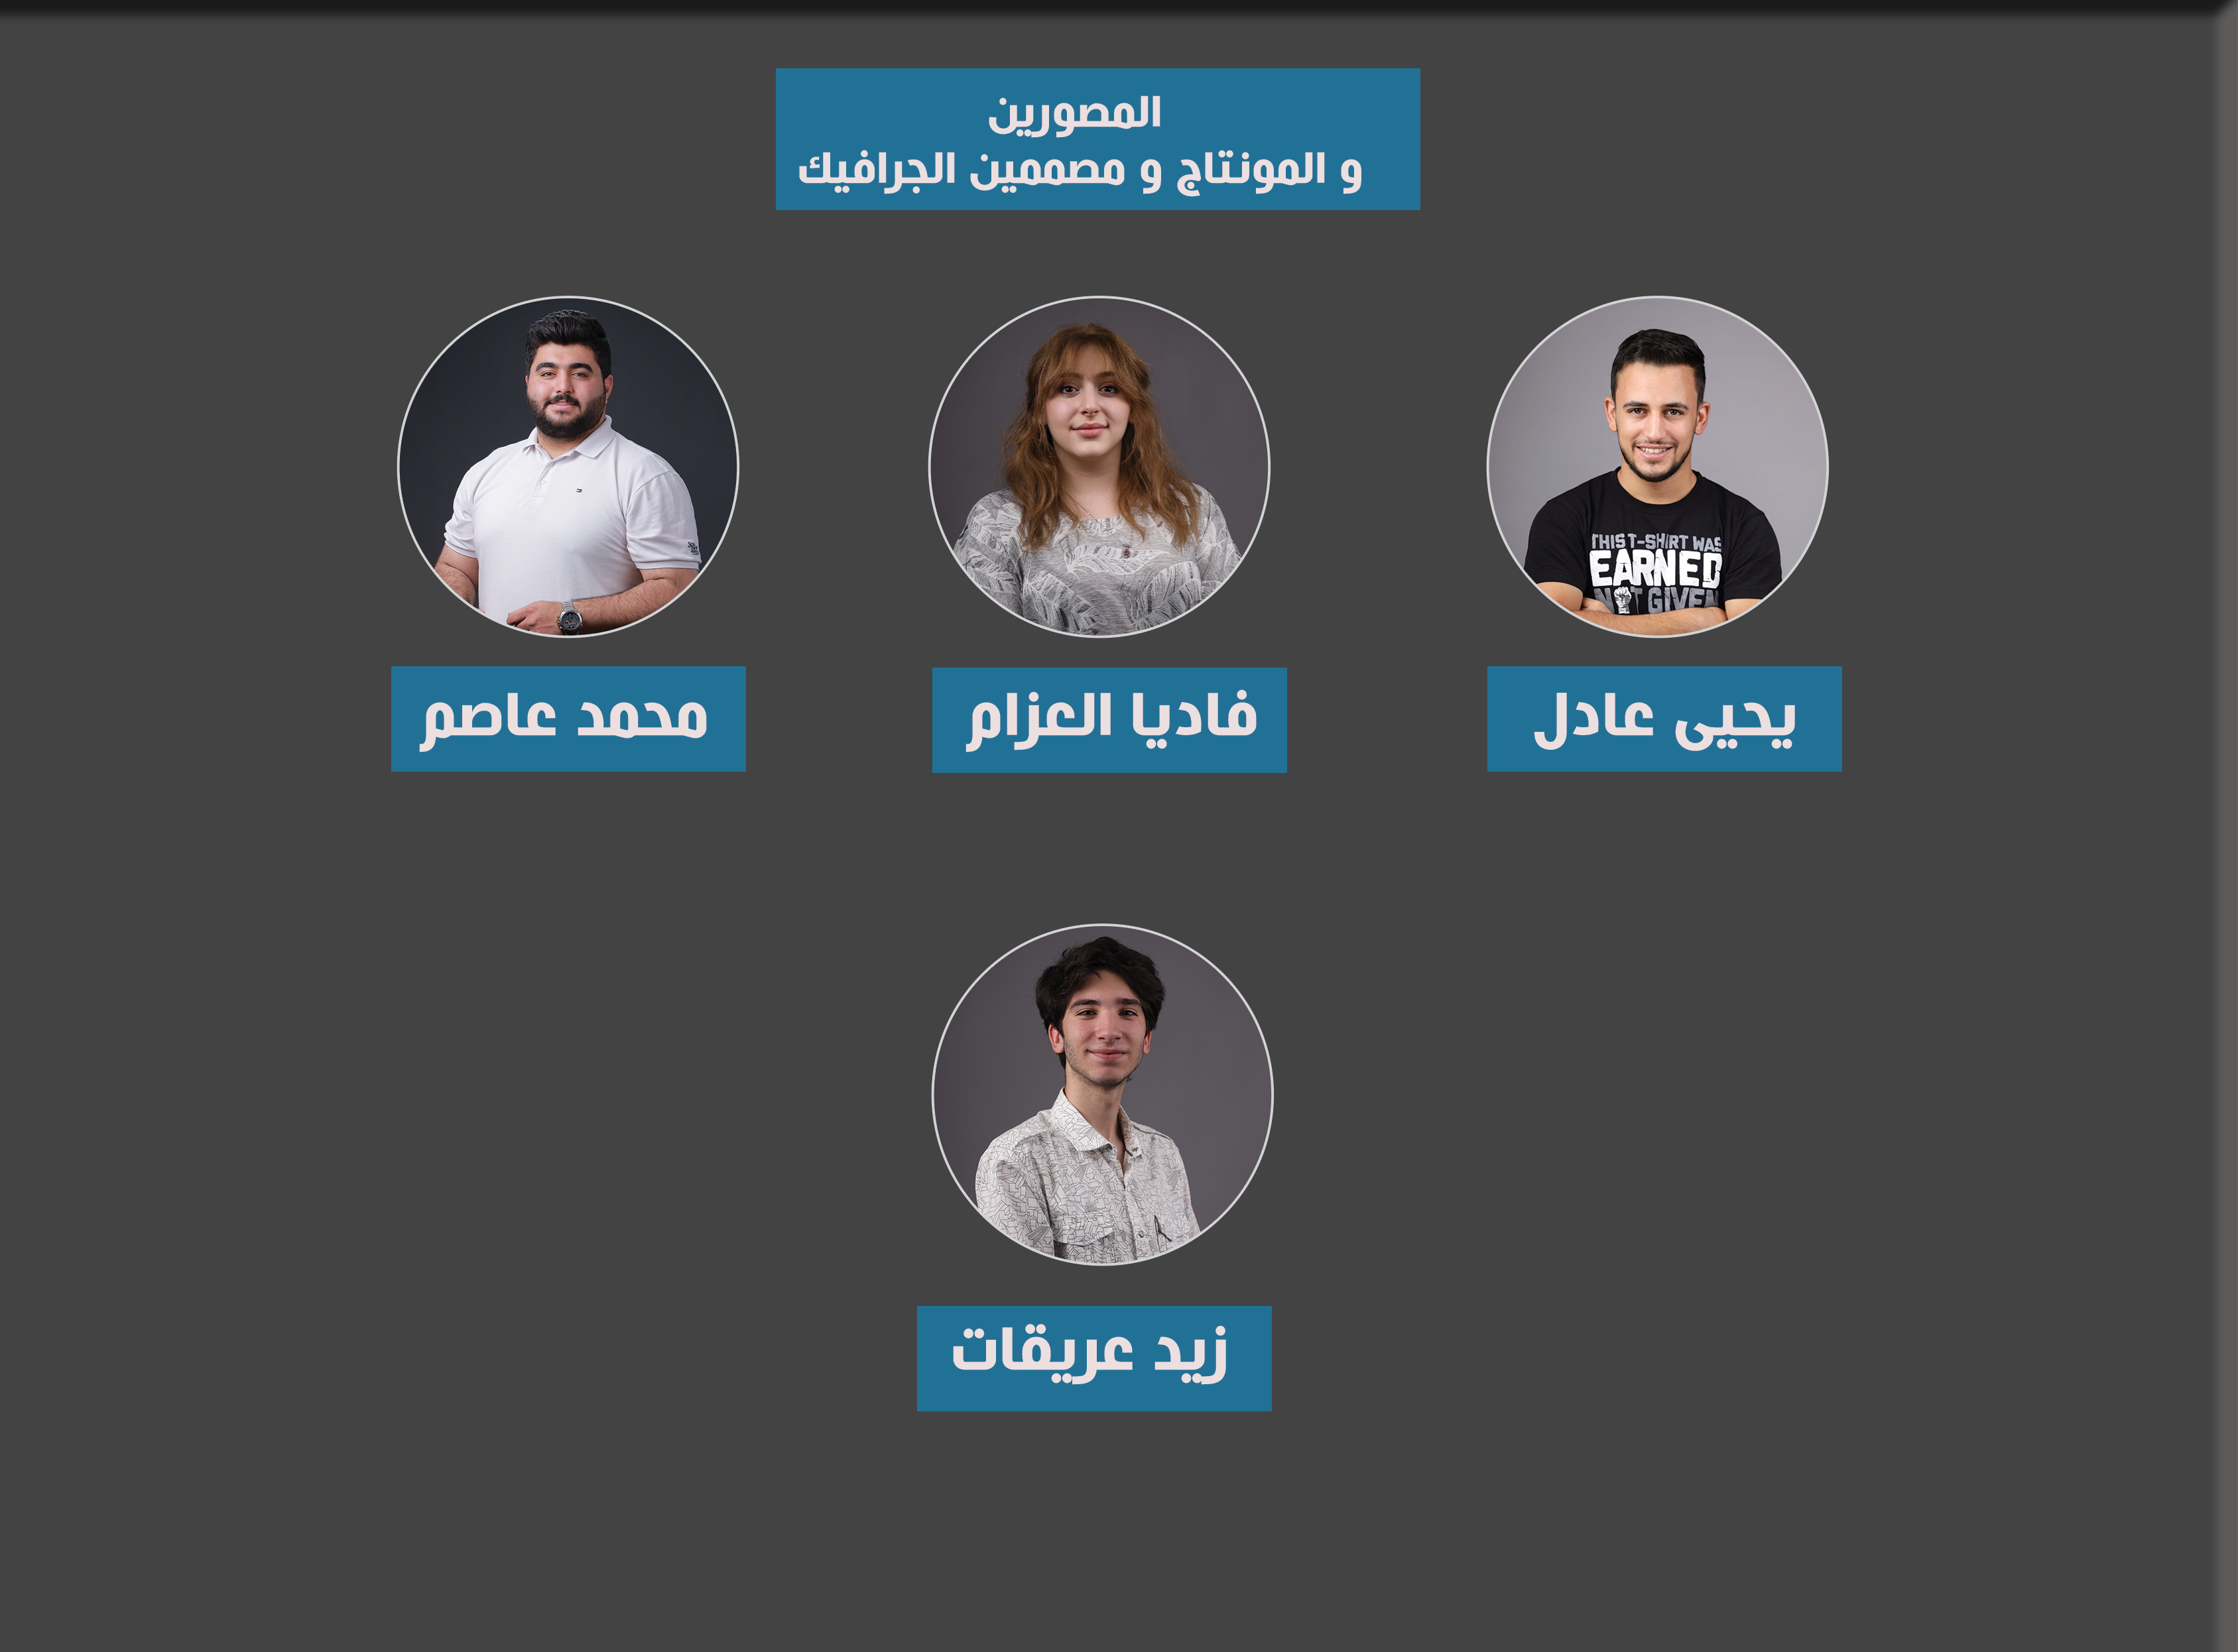 المصورين
و المونتاج و مصممين الجرافيك
THIS T-SHIRT WAS
EARNED
NOT GIVEN
يحيى عادل
فاديا العزام
محمد عاصم
زيد عريقات